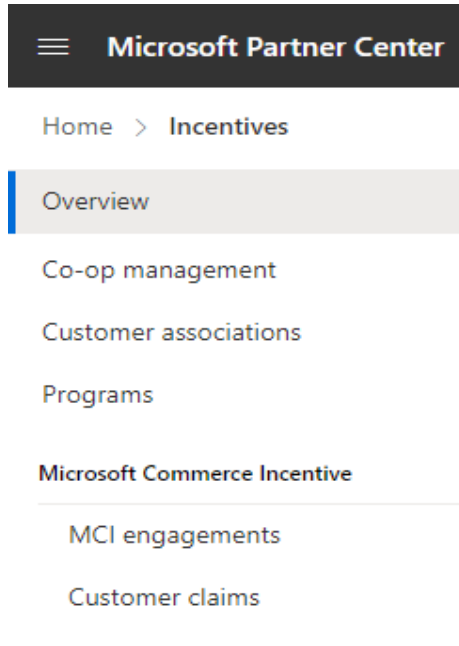 Microsoft Partner Center
Home > Incentives
Overview
Co-op management
Customer associations
Programs
Microsoft Commerce Incentive
MCI engagements
Customer claims